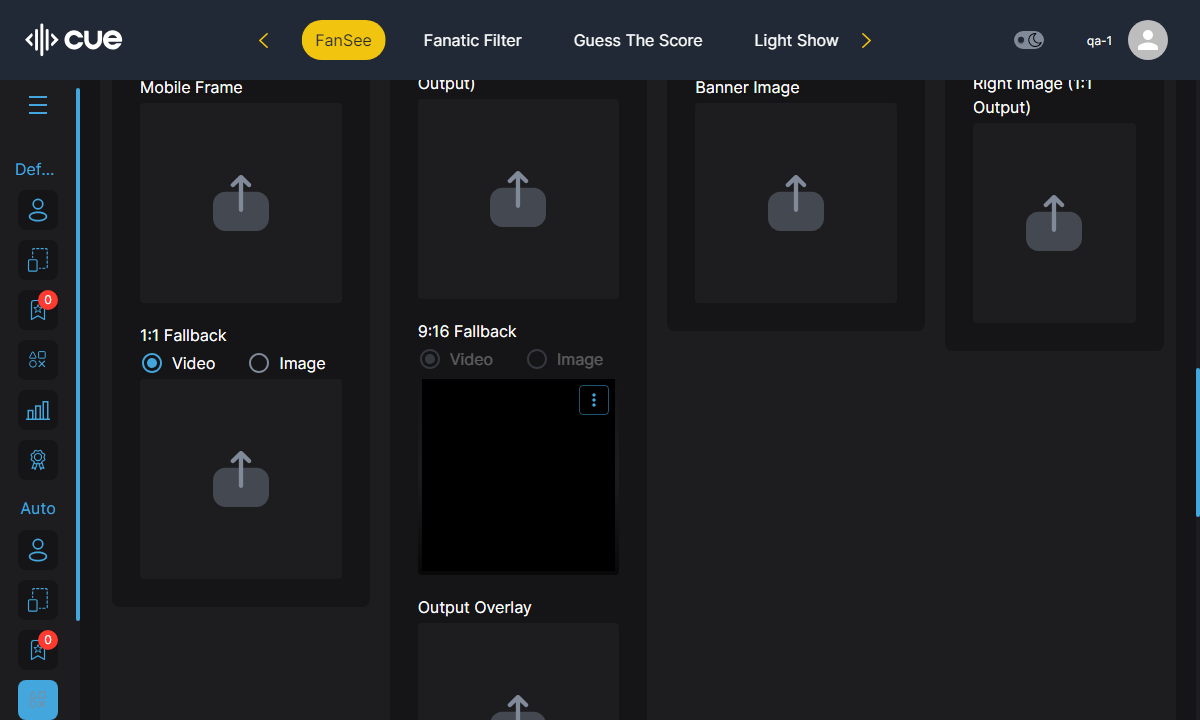 cue
FanSee
Fanatic Filter
Guess The Score
Light Show
qa-1
Def...
0
Auto
0
Mobile Frame
1:1 Fallback
Video
Image
Output)
9:16 Fallback
Video
Image
Output Overlay
Banner Image
Right Image (1:1
Output)